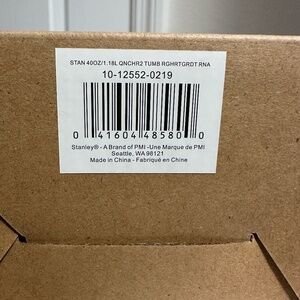 STAN 40OZ/1.18L QNCHR2 TUMB RGHRTGRDT RNA
10-12552-0219
0 41604 48580 0
Stanley® - A Brand of PMI -Une Marque de PMI
Seattle, WA 98121
Made in China - Fabriqué en Chine